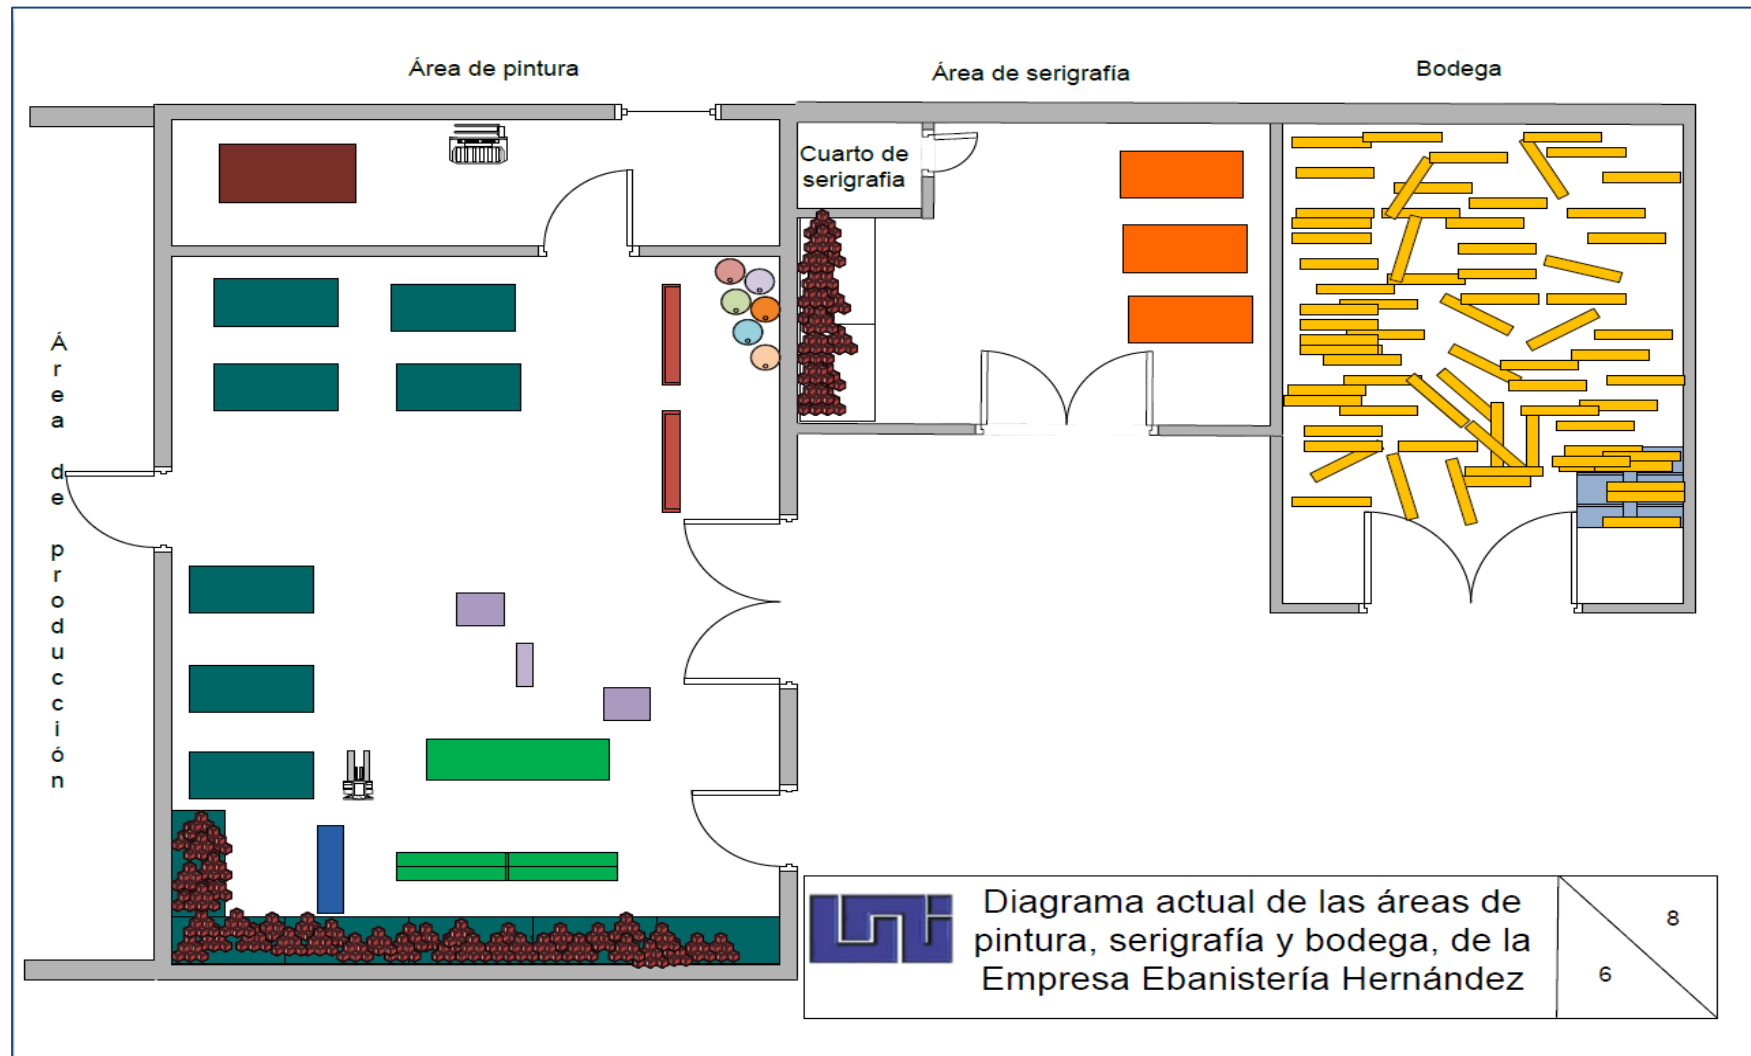 Área de pintura
Área de serigrafía
Bodega
Cuarto de
serigrafia
Área de producción
Diagrama actual de las áreas de
pintura, serigrafía y bodega, de la
Empresa Ebanistería Hernández
8
6